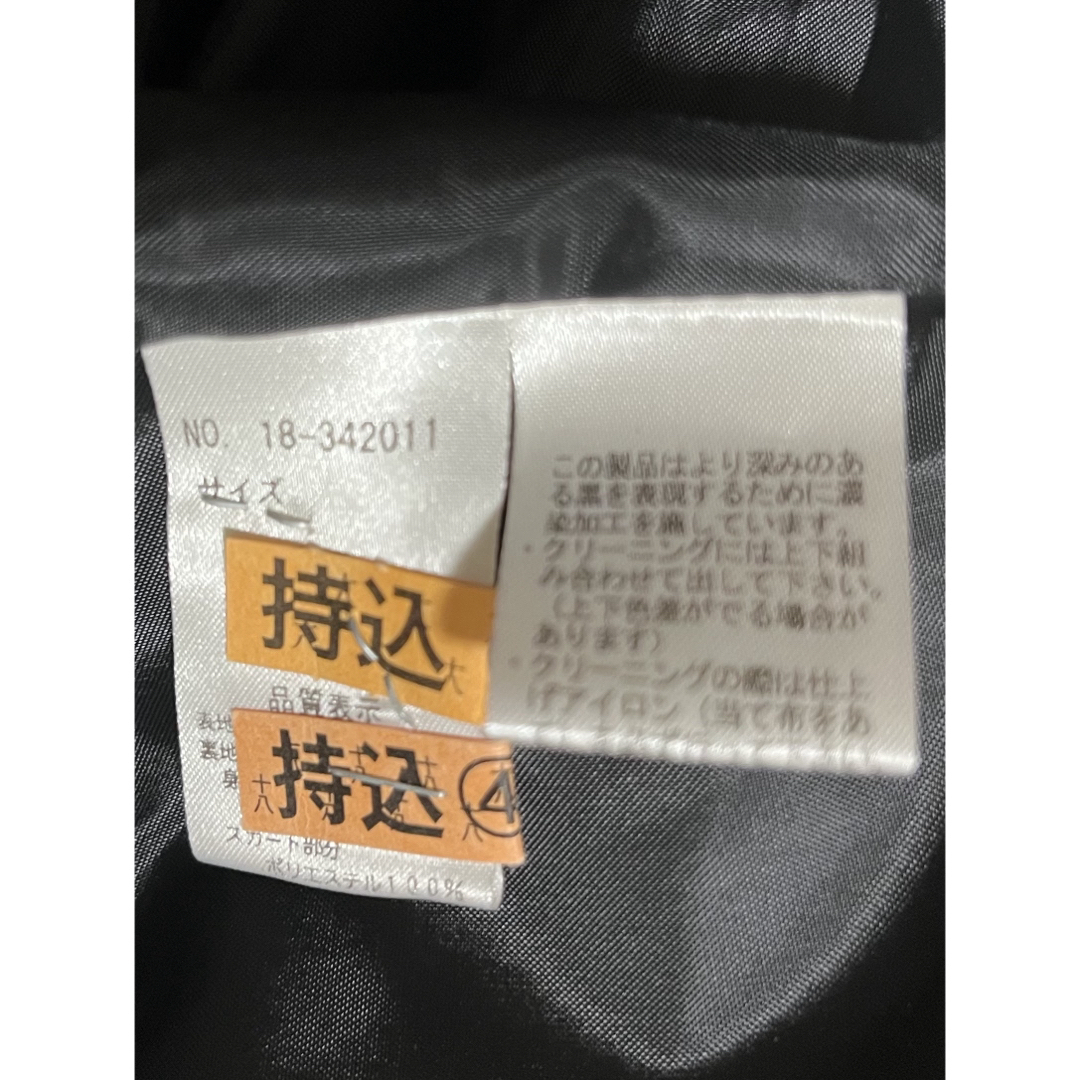 NO. 18-342011
サイズ
持込
品質表示
表地
裏地
身
持込 ④
スカート部分
ポリエステル100%
この製品はより深みのあ
る黒を表現するために濃
染加工を施しています。
・クリーニングには上下組
み合わせて出して下さい。
(上下色差がでる場合が
あります)
・クリーニングの際は仕上
げアイロン(当て布をあ